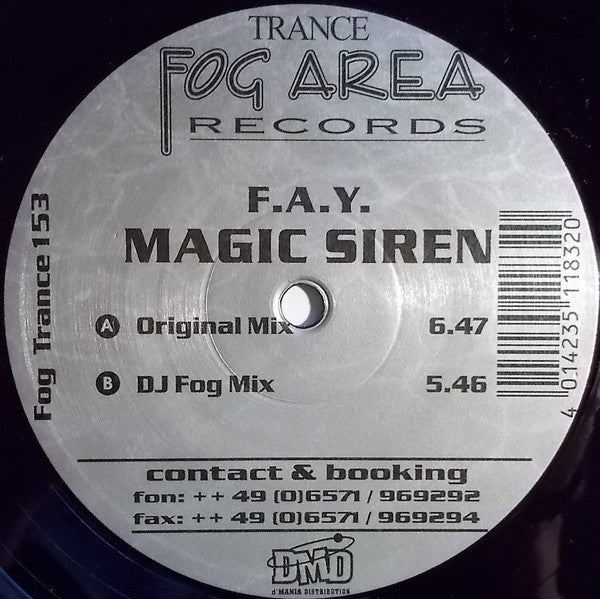 TRANCE
FOG AREA
RECORDS
F.A.Y.
MAGIC SIREN
A Original Mix 6.47
B DJ Fog Mix 5.46
Fog Trance 153
4 014235 118320
contact & booking
fon: ++ 49 (0)6571 / 969292
fax: ++ 49 (0)6571 / 969294
DMD
d'MANIA DISTRIBUTION